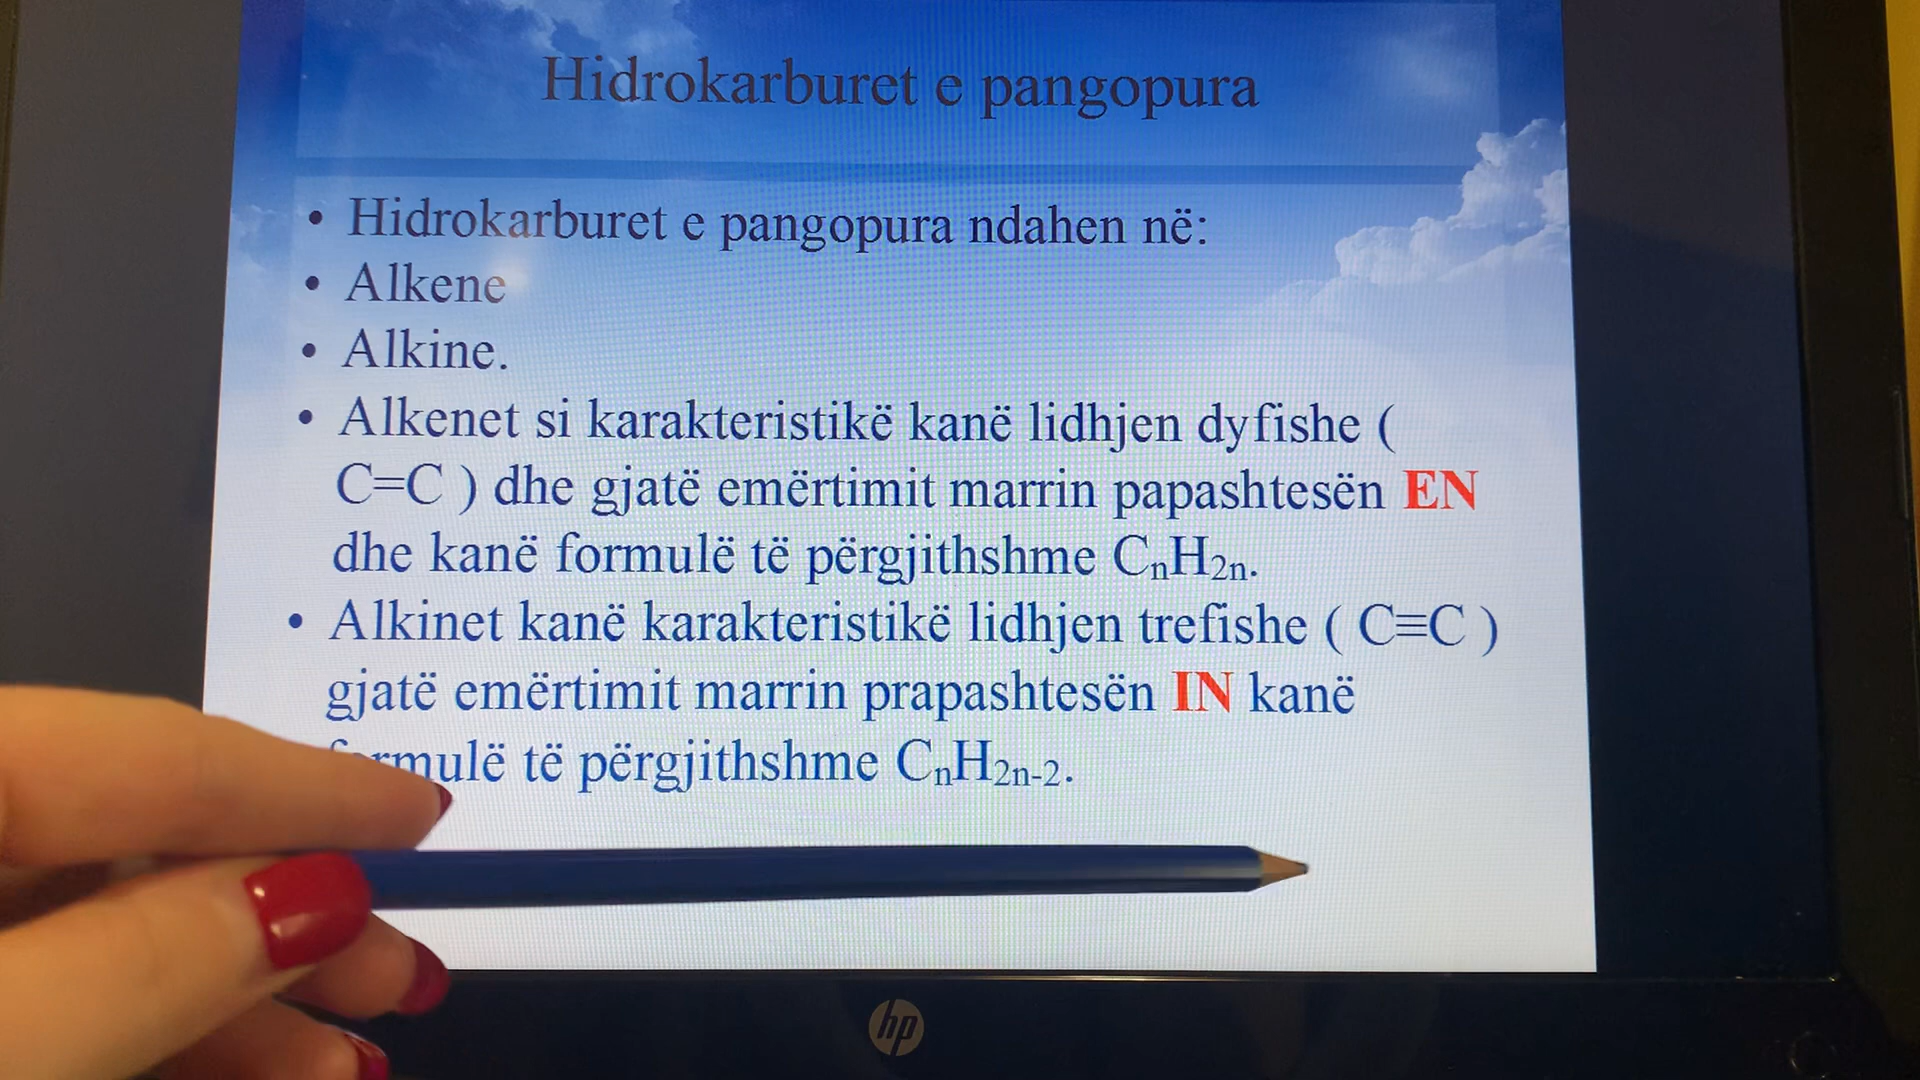 Hidrokarburet e pangopura
• Hidrokarburet e pangopura ndahen në:
• Alkene
• Alkine.
• Alkenet si karakteristikë kanë lidhjen dyfishe (
C=C ) dhe gjatë emërtimit marrin papashtesën EN
dhe kanë formulë të përgjithshme CₙH₂ₙ.
• Alkinet kanë karakteristikë lidhjen trefishe ( C≡C )
gjatë emërtimit marrin prapashtesën IN kanë
formulë të përgjithshme CₙH₂ₙ₋₂.
hp